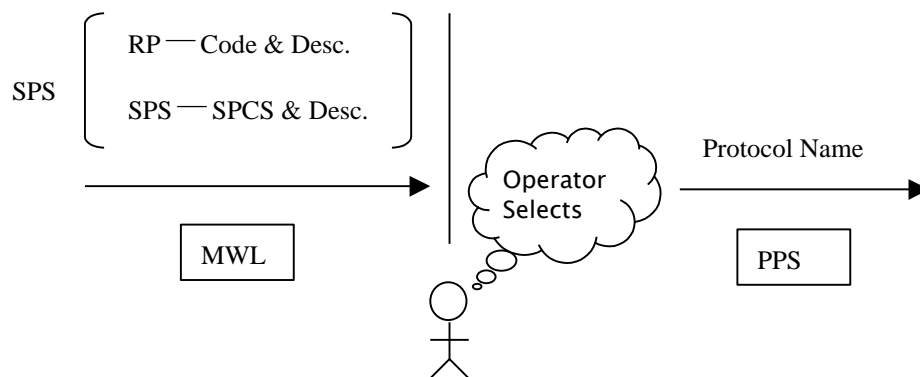 RP — Code & Desc.
SPS
SPS — SPCS & Desc.
Protocol Name
Operator
Selects
MWL
PPS